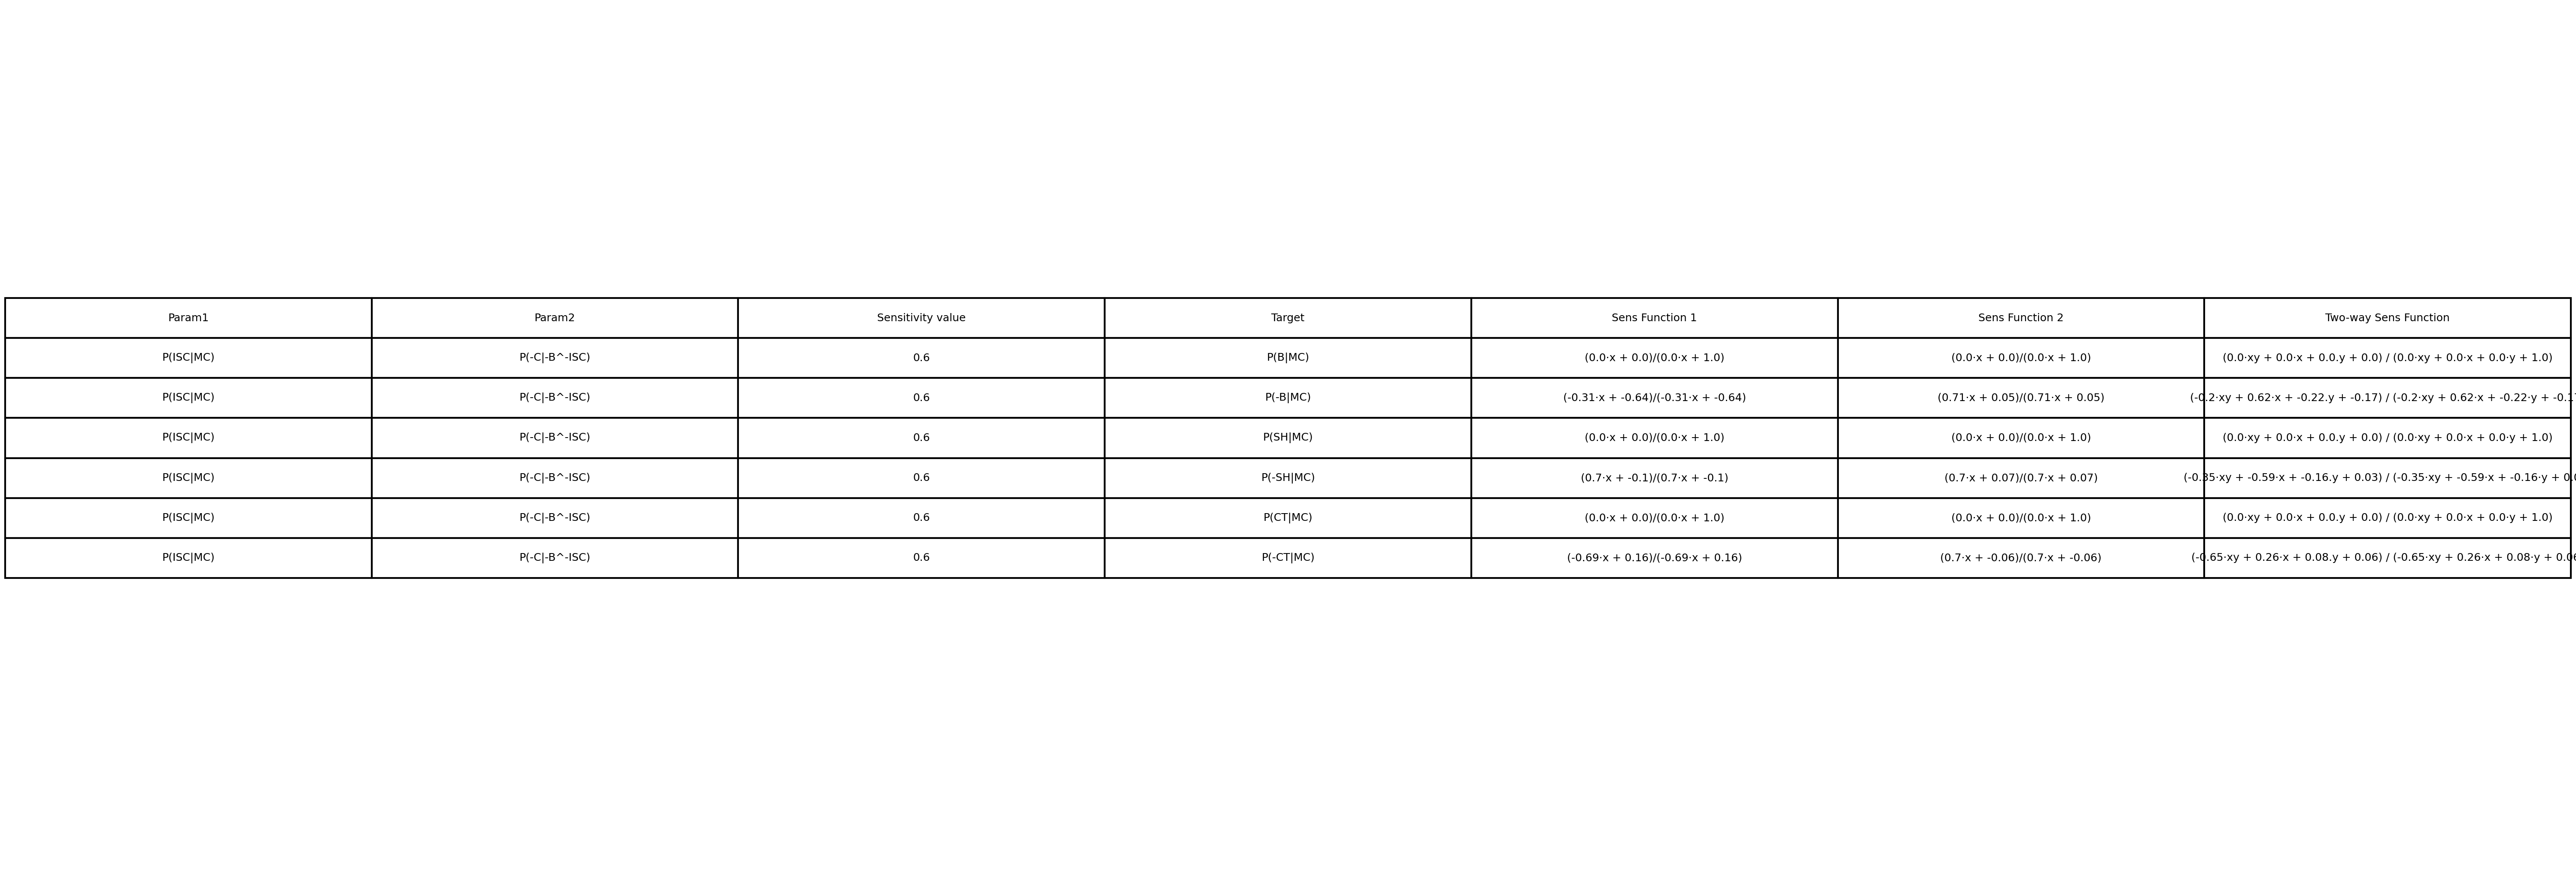 Param1 Param2 Sensitivity value Target Sens Function 1 Sens Function 2 Two-way Sens Function
P(ISC|MC) P(-C|-B^-ISC) 0.6 P(B|MC) (0.0·x + 0.0)/(0.0·x + 1.0) (0.0·x + 0.0)/(0.0·x + 1.0) (0.0·xy + 0.0·x + 0.0.y + 0.0) / (0.0·xy + 0.0·x + 0.0·y + 1.0)
P(ISC|MC) P(-C|-B^-ISC) 0.6 P(-B|MC) (-0.31·x + -0.64)/(-0.31·x + -0.64) (0.71·x + 0.05)/(0.71·x + 0.05) (-0.2·xy + 0.62·x + -0.22.y + -0.17) / (-0.2·xy + 0.62·x + -0.22·y + -0.1
P(ISC|MC) P(-C|-B^-ISC) 0.6 P(SH|MC) (0.0·x + 0.0)/(0.0·x + 1.0) (0.0·x + 0.0)/(0.0·x + 1.0) (0.0·xy + 0.0·x + 0.0.y + 0.0) / (0.0·xy + 0.0·x + 0.0·y + 1.0)
P(ISC|MC) P(-C|-B^-ISC) 0.6 P(-SH|MC) (0.7·x + -0.1)/(0.7·x + -0.1) (0.7·x + 0.07)/(0.7·x + 0.07) (-0.35·xy + -0.59·x + -0.16.y + 0.03) / (-0.35·xy + -0.59·x + -0.16·y + 0.
P(ISC|MC) P(-C|-B^-ISC) 0.6 P(CT|MC) (0.0·x + 0.0)/(0.0·x + 1.0) (0.0·x + 0.0)/(0.0·x + 1.0) (0.0·xy + 0.0·x + 0.0.y + 0.0) / (0.0·xy + 0.0·x + 0.0·y + 1.0)
P(ISC|MC) P(-C|-B^-ISC) 0.6 P(-CT|MC) (-0.69·x + 0.16)/(-0.69·x + 0.16) (0.7·x + -0.06)/(0.7·x + -0.06) (-0.65·xy + 0.26·x + 0.08.y + 0.06) / (-0.65·xy + 0.26·x + 0.08·y + 0.0